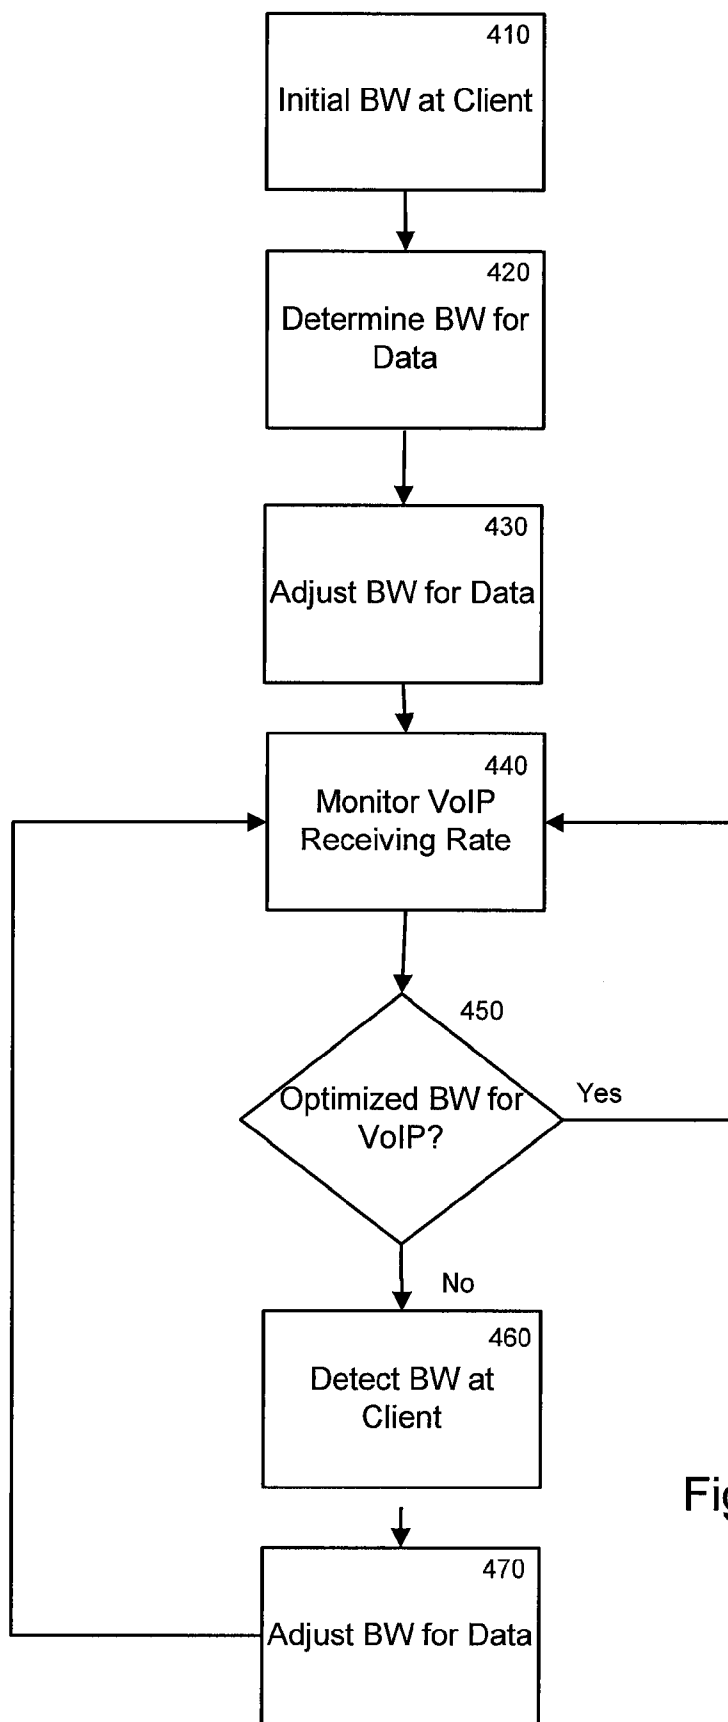 410
Initial BW at Client
420
Determine BW for
Data
430
Adjust BW for Data
440
Monitor VoIP
Receiving Rate
450
Optimized BW for
VoIP?
Yes
No
460
Detect BW at
Client
Fig
470
Adjust BW for Data